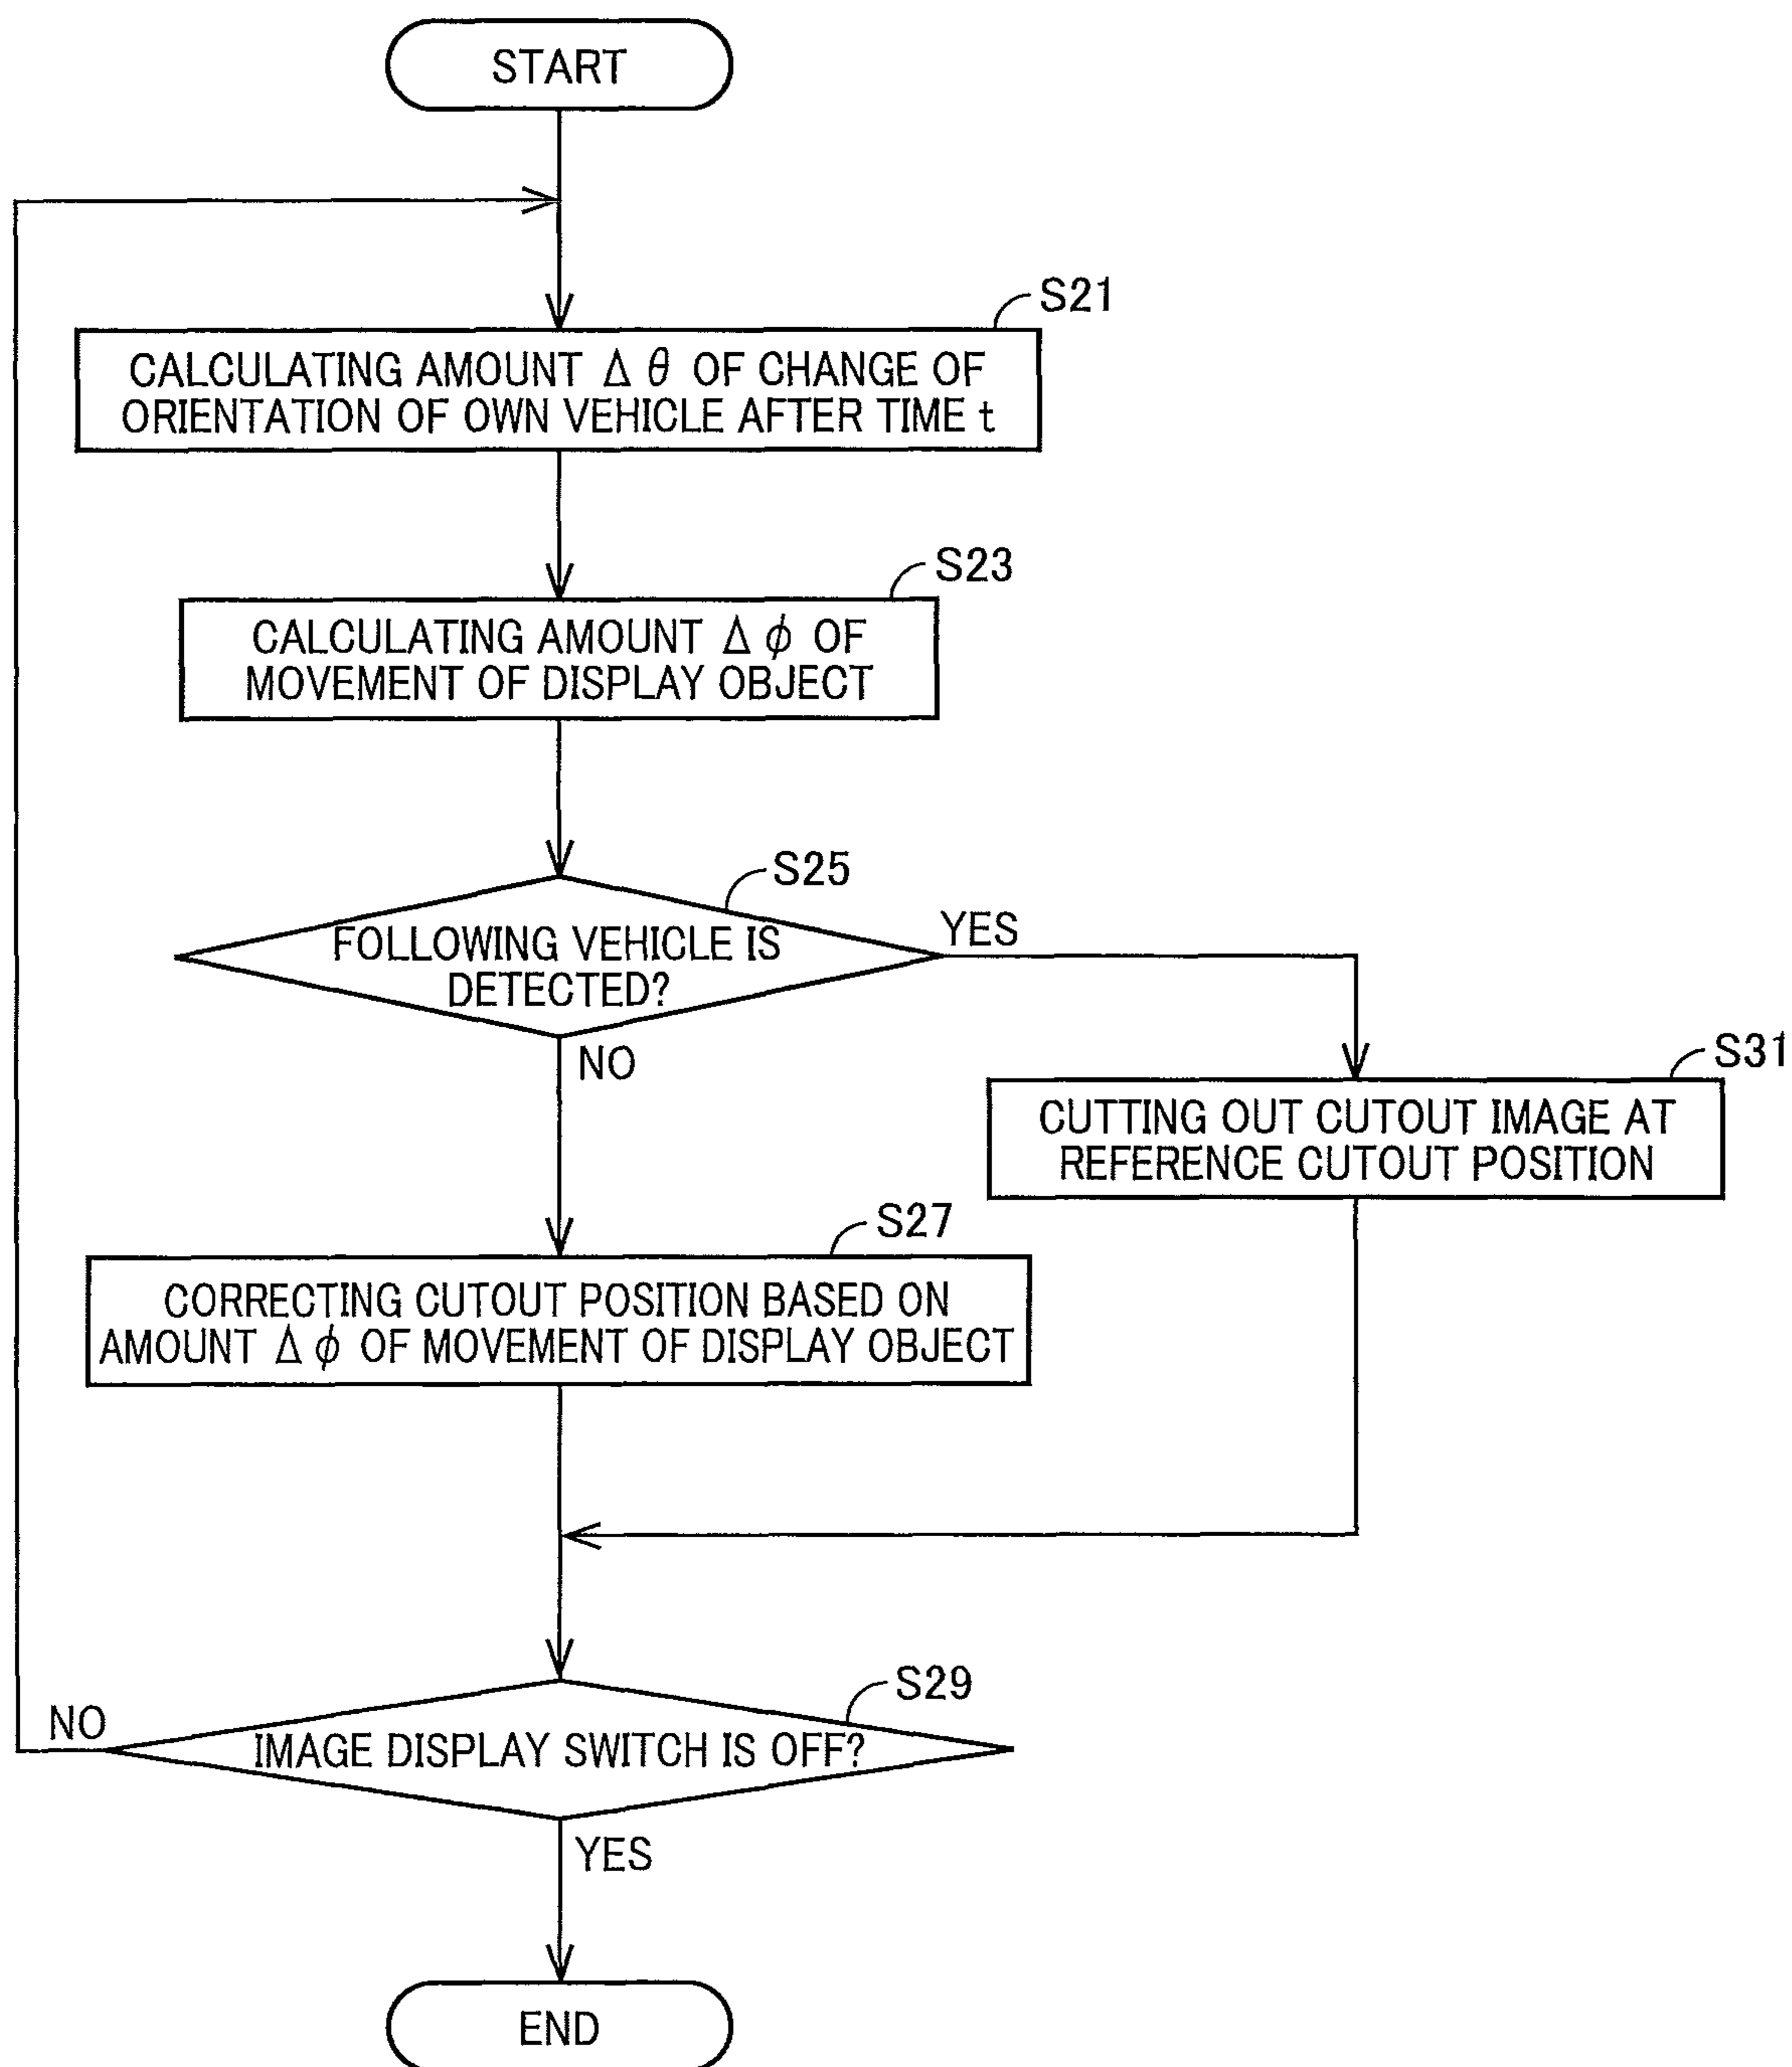 START
S21
CALCULATING AMOUNT Δθ OF CHANGE OF
ORIENTATION OF OWN VEHICLE AFTER TIME t
S23
CALCULATING AMOUNT Δϕ OF
MOVEMENT OF DISPLAY OBJECT
S25
FOLLOWING VEHICLE IS
DETECTED?
YES
NO
S31
CUTTING OUT CUTOUT IMAGE AT
REFERENCE CUTOUT POSITION
S27
CORRECTING CUTOUT POSITION BASED ON
AMOUNT Δϕ OF MOVEMENT OF DISPLAY OBJECT
S29
NO
IMAGE DISPLAY SWITCH IS OFF?
YES
END